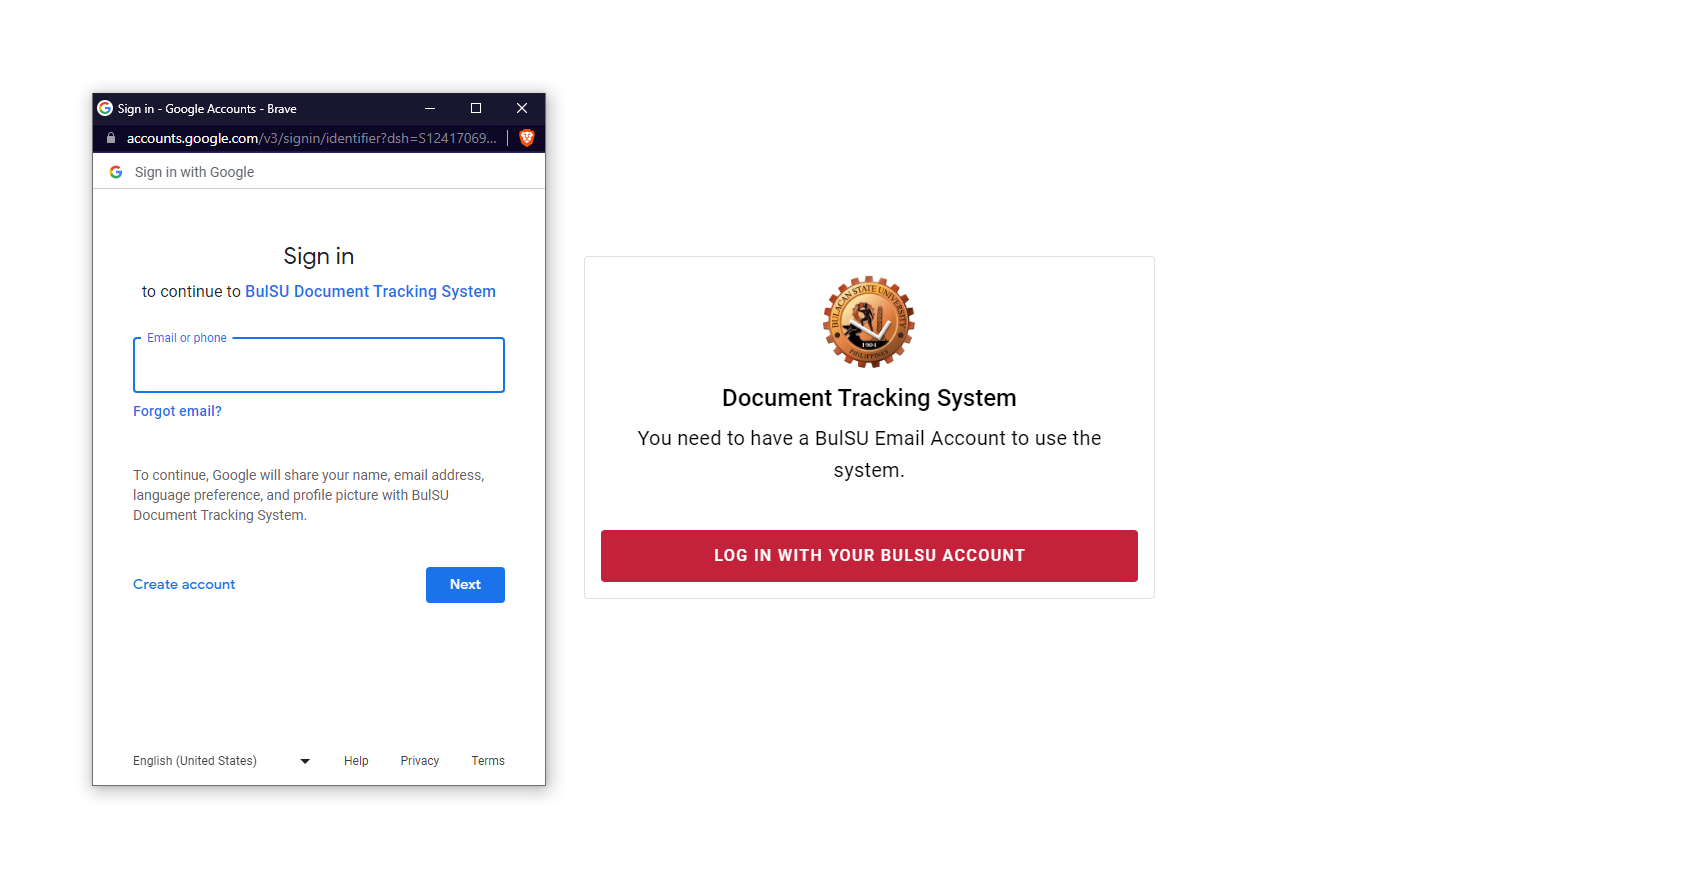 Sign in - Google Accounts - Brave
accounts.google.com/v3/signin/identifier?dsh=S12417069...
Sign in with Google
Sign in
to continue to BulSU Document Tracking System
Email or phone
Forgot email?
To continue, Google will share your name, email address,
language preference, and profile picture with BulSU
Document Tracking System.
Create account
Next
English (United States)
Help
Privacy
Terms
BULACAN STATE UNIVERSITY
1904
PHILIPPINES
Document Tracking System
You need to have a BulSU Email Account to use the
system.
LOG IN WITH YOUR BULSU ACCOUNT